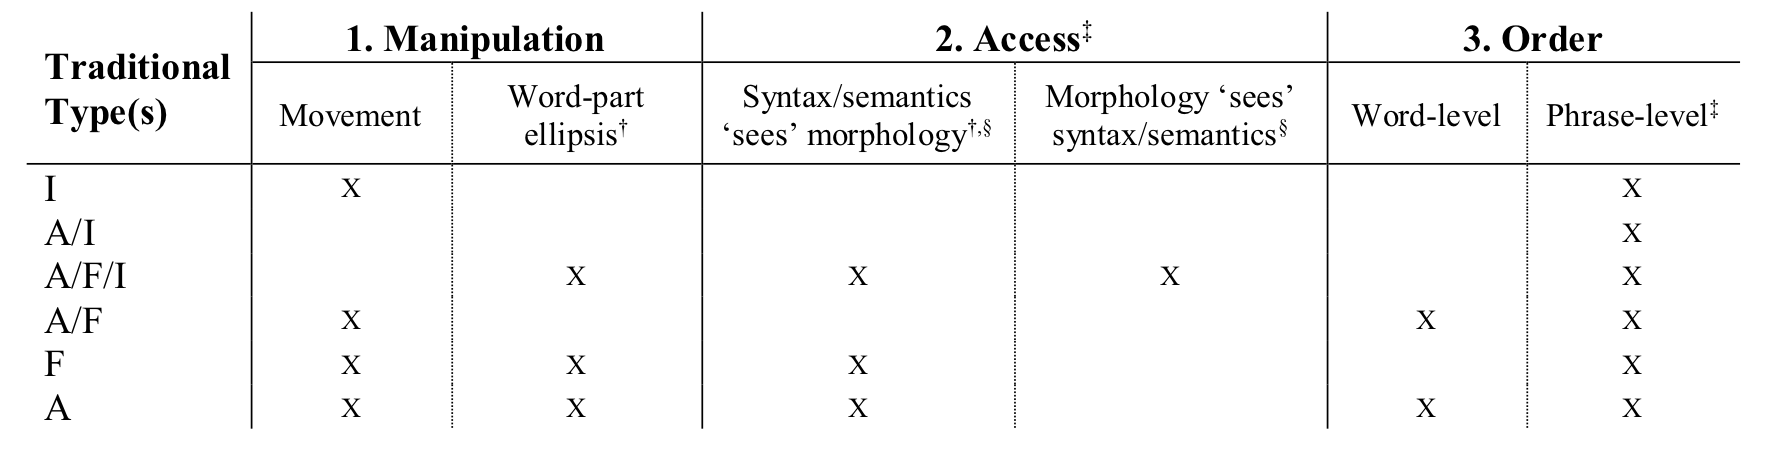 Traditional Type(s) 1. Manipulation 2. Access‡ 3. Order
Movement Word-part ellipsis† Syntax/semantics ‘sees’ morphology†,§ Morphology ‘sees’ syntax/semantics§ Word-level Phrase-level‡
I X X
A/I X
A/F/I X X X X
A/F X X X
F X X X X
A X X X X X